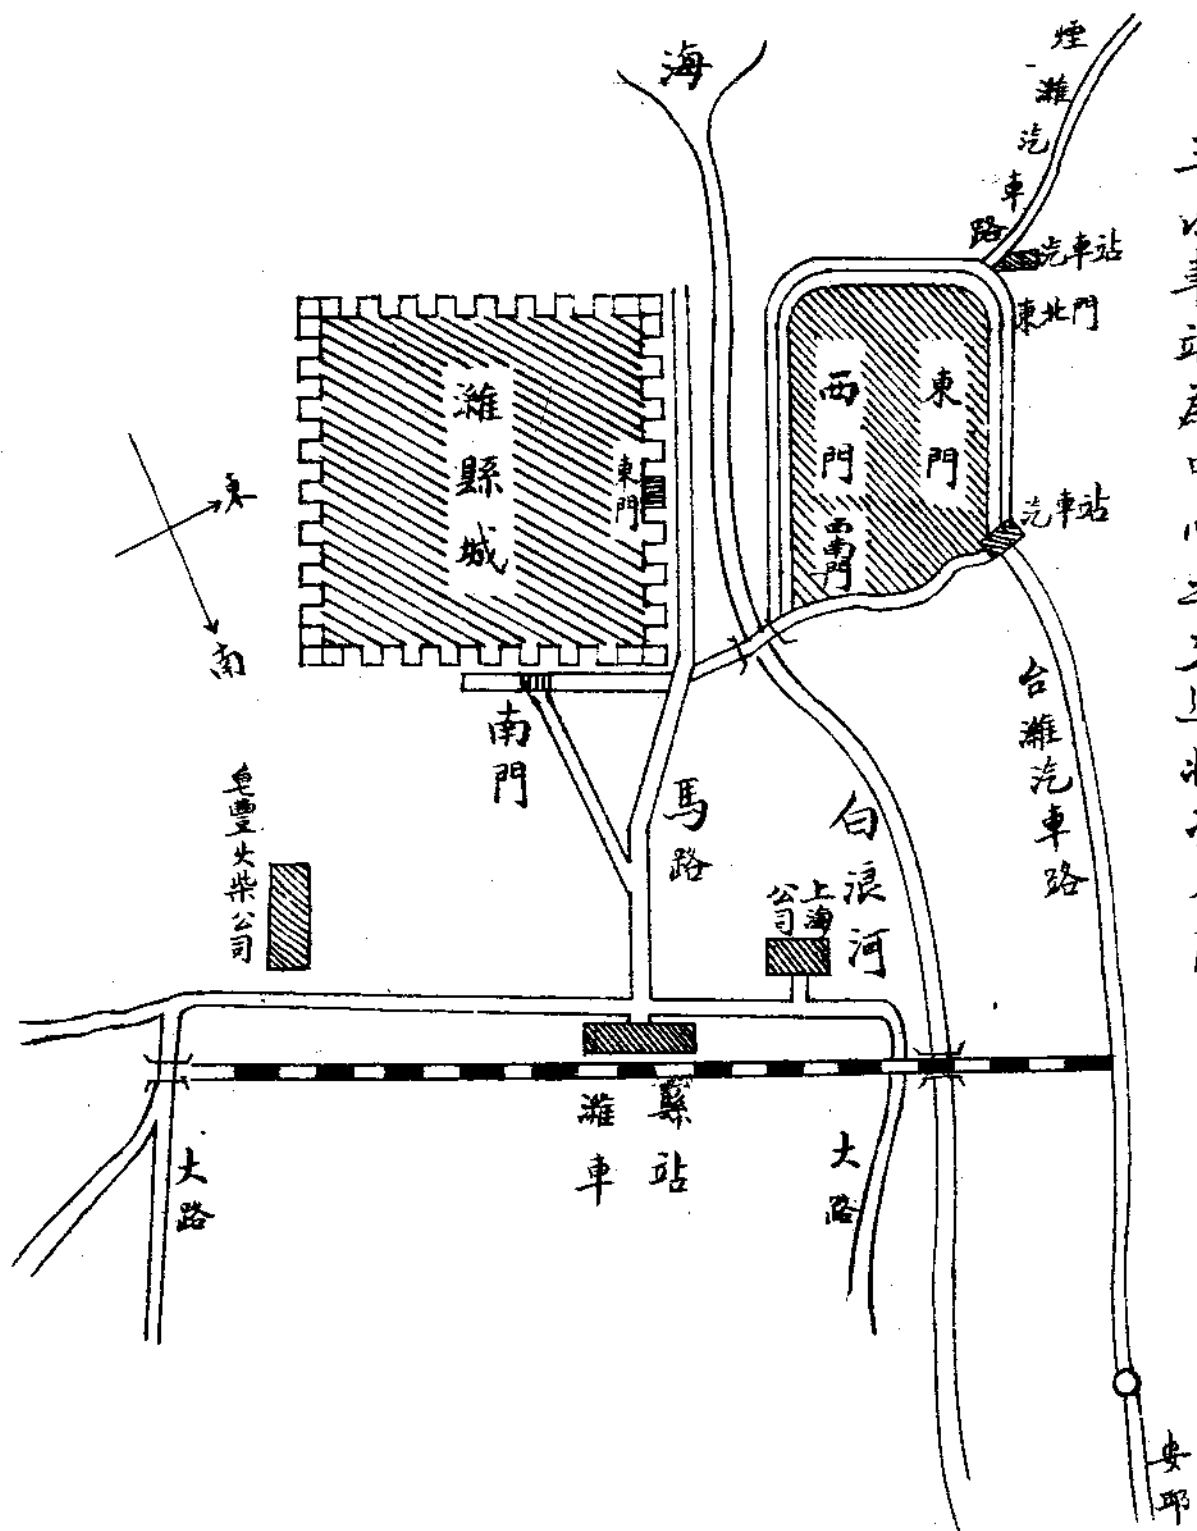 海
煙濰汽車路
汽車站
東北門
東門
西門
西南門
汽車站
濰縣城
東門
東
南
南門
馬路
白浪河
台濰汽車路
上海公司
豐火柴公司
濰縣車站
大路
大路
安邱